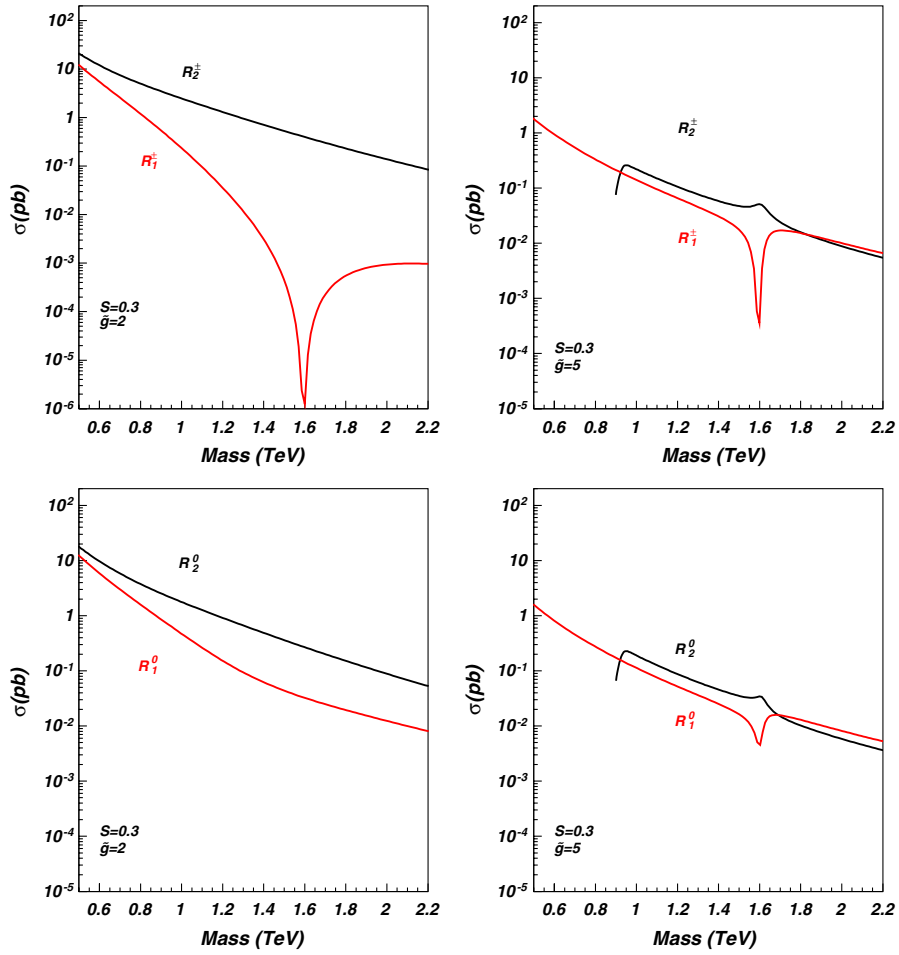 σ(pb)
10²
10
1
10⁻¹
10⁻²
10⁻³
10⁻⁴
10⁻⁵
10⁻⁶
R₂±
R₁±
S=0.3
g̃=2
0.6 0.8 1 1.2 1.4 1.6 1.8 2 2.2
Mass (TeV)
σ(pb)
10²
10
1
10⁻¹
10⁻²
10⁻³
10⁻⁴
10⁻⁵
R₂±
R₁±
S=0.3
g̃=5
0.6 0.8 1 1.2 1.4 1.6 1.8 2 2.2
Mass (TeV)
σ(pb)
10²
10
1
10⁻¹
10⁻²
10⁻³
10⁻⁴
10⁻⁵
R₂⁰
R₁⁰
S=0.3
g̃=2
0.6 0.8 1 1.2 1.4 1.6 1.8 2 2.2
Mass (TeV)
σ(pb)
10²
10
1
10⁻¹
10⁻²
10⁻³
10⁻⁴
10⁻⁵
R₂⁰
R₁⁰
S=0.3
g̃=5
0.6 0.8 1 1.2 1.4 1.6 1.8 2 2.2
Mass (TeV)